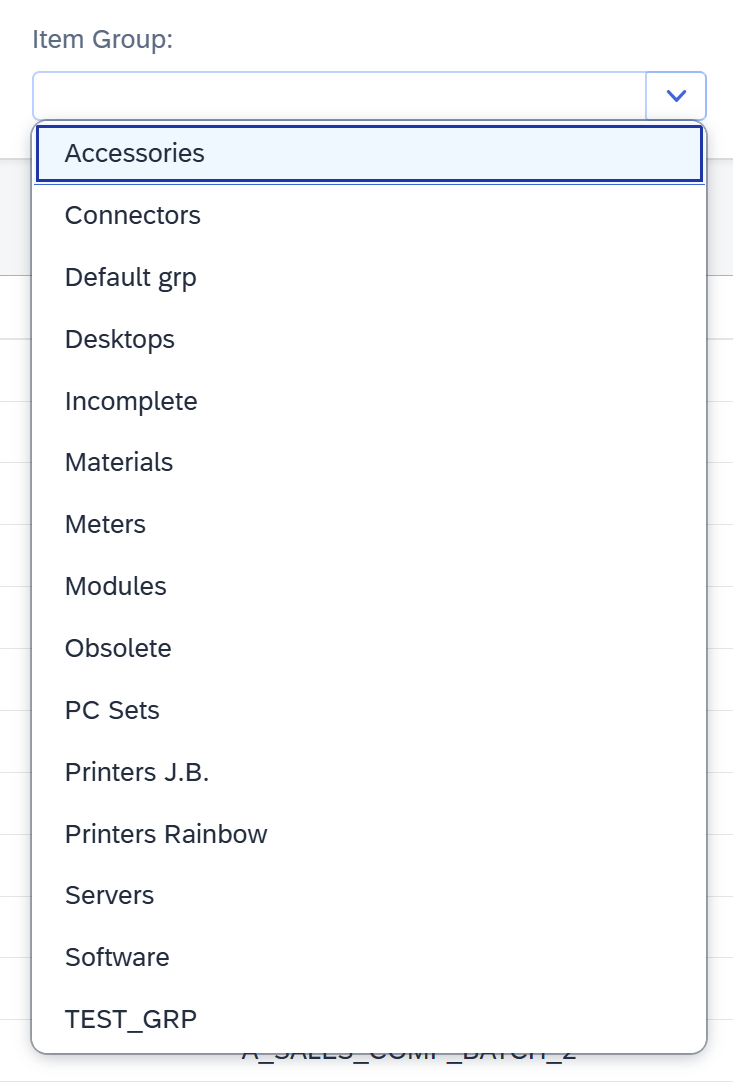 Item Group:
Accessories
Connectors
Default grp
Desktops
Incomplete
Materials
Meters
Modules
Obsolete
PC Sets
Printers J.B.
Printers Rainbow
Servers
Software
TEST_GRP
A_SALES_COMP_BATCH_2